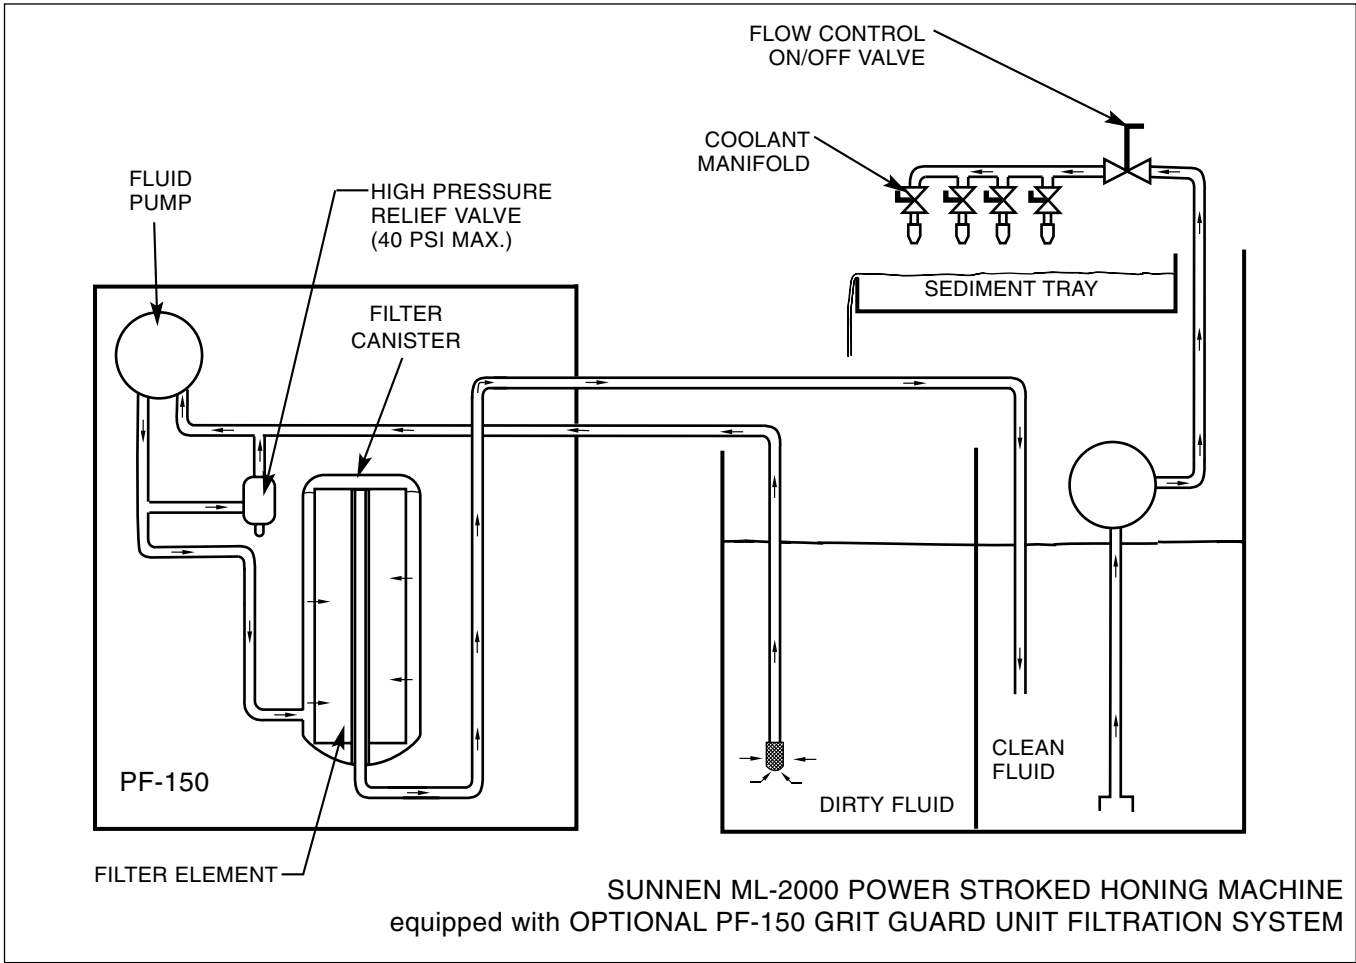 FLOW CONTROL
ON/OFF VALVE
COOLANT
MANIFOLD
FLUID
PUMP
HIGH PRESSURE
RELIEF VALVE
(40 PSI MAX.)
SEDIMENT TRAY
FILTER
CANISTER
PF-150
CLEAN
FLUID
DIRTY FLUID
FILTER ELEMENT
SUNNEN ML-2000 POWER STROKED HONING MACHINE
equipped with OPTIONAL PF-150 GRIT GUARD UNIT FILTRATION SYSTEM